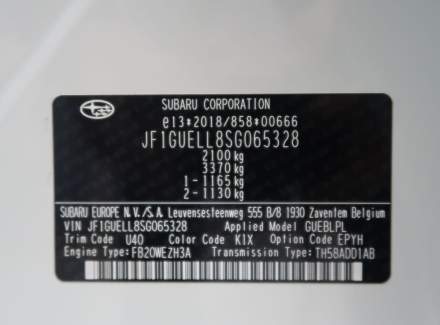 SUBARU CORPORATION
e13*2018/858*00666
JF1GUELL8SG065328
2100 kg
3370 kg
1 - 1165 kg
2 - 1130 kg
SUBARU EUROPE N.V./S.A. Leuvensesteenweg 555 B/8 1930 Zaventem Belgium
VIN JF1GUELL8SG065328 Applied Model GUEBLPL
Trim Code U40 Color Code K1X Option Code EPYH
Engine Type: FB20WEZH3A Transmission Type: TH58ADD1AB